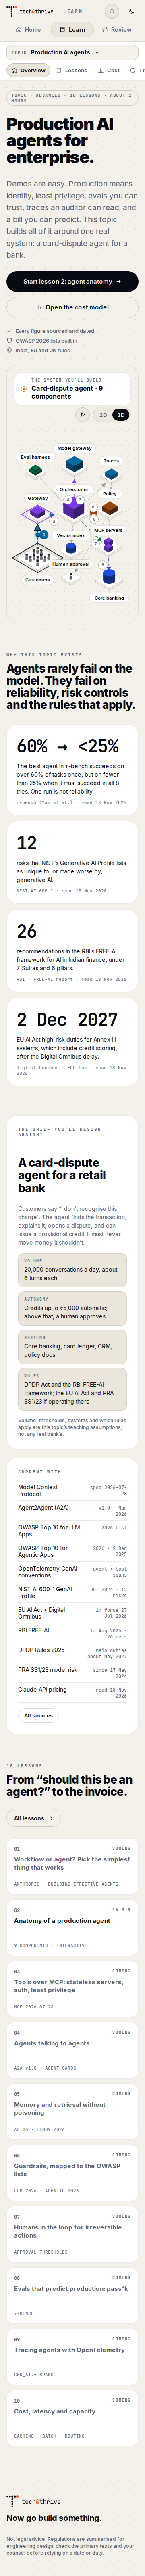 techthrive LEARN
Home Learn Review
TOPIC Production AI agents
Overview Lessons Cost
TOPIC · ADVANCED · 10 LESSONS · ABOUT 2 HOURS
Production AI agents for enterprise.
Demos are easy. Production means identity, least privilege, evals you trust, traces an auditor can read, and a bill you can predict. This topic builds all of it around one real system: a card-dispute agent for a bank.
Start lesson 2: agent anatomy →
Open the cost model
Every figure sourced and dated
OWASP 2026 lists built in
India, EU and UK rules
THE SYSTEM YOU'LL BUILD
Card-dispute agent · 9 components
2D 3D
Model gateway
Eval harness
Traces
Orchestrator
Policy
Gateway
Vector index
MCP servers
Human approval
Customers
Core banking
WHY THIS TOPIC EXISTS
Agents rarely fail on the model. They fail on reliability, risk controls and the rules that apply.
60% → <25%
The best agent in τ-bench succeeds on over 60% of tasks once, but on fewer than 25% when it must succeed in all 8 tries. One run is not reliability.
τ-bench (Yao et al.) · read 18 Nov 2026
12
risks that NIST's Generative AI Profile lists as unique to, or made worse by, generative AI.
NIST AI 600-1 · read 18 Nov 2026
26
recommendations in the RBI's FREE-AI framework for AI in Indian finance, under 7 Sutras and 6 pillars.
RBI · FREE-AI report · read 18 Nov 2026
2 Dec 2027
EU AI Act high-risk duties for Annex III systems, which include credit scoring, after the Digital Omnibus delay.
Digital Omnibus · EUR-Lex · read 18 Nov 2026
THE BRIEF YOU'LL DESIGN AGAINST
A card-dispute agent for a retail bank
Customers say "I don't recognise this charge". The agent finds the transaction, explains it, opens a dispute, and can issue a provisional credit. It must never move money it shouldn't.
VOLUME
20,000 conversations a day, about 6 turns each
AUTONOMY
Credits up to ₹5,000 automatic; above that, a human approves
SYSTEMS
Core banking, card ledger, CRM, policy docs
RULES
DPDP Act and the RBI FREE-AI framework; the EU AI Act and PRA SS1/23 if operating there
Volume, thresholds, systems and which rules apply are this topic's teaching assumptions, not any real bank's.
CURRENT WITH
Model Context Protocol spec 2026-07-28
Agent2Agent (A2A) v1.0 · Mar 2026
OWASP Top 10 for LLM Apps 2026 list
OWASP Top 10 for Agentic Apps 2026 · 9 Dec 2025
OpenTelemetry GenAI conventions agent + tool spans
NIST AI 600-1 GenAI Profile Jul 2024 · 12 risks
EU AI Act + Digital Omnibus in force 27 Jul 2026
RBI FREE-AI 13 Aug 2025 · 26 recs
DPDP Rules 2025 main duties about May 2027
PRA SS1/23 model risk since 17 May 2024
Claude API pricing read 18 Nov 2026
All sources
10 LESSONS
From "should this be an agent?" to the invoice.
All lessons →
01 COMING
Workflow or agent? Pick the simplest thing that works
ANTHROPIC · BUILDING EFFECTIVE AGENTS
02 16 MIN
Anatomy of a production agent
9 COMPONENTS · INTERACTIVE
03 COMING
Tools over MCP: stateless servers, auth, least privilege
MCP 2026-07-28
04 COMING
Agents talking to agents
A2A v1.0 · AGENT CARDS
05 COMING
Memory and retrieval without poisoning
ASI06 · LLM09:2026
06 COMING
Guardrails, mapped to the OWASP lists
LLM 2026 · AGENTIC 2026
07 COMING
Humans in the loop for irreversible actions
APPROVAL THRESHOLDS
08 COMING
Evals that predict production: pass^k
τ-BENCH
09 COMING
Tracing agents with OpenTelemetry
GEN_AI.* SPANS
10 COMING
Cost, latency and capacity
CACHING · BATCH · ROUTING
techthrive
Now go build something.
Not legal advice. Regulations are summarised for engineering design; check the primary texts and your counsel before relying on a date or duty.